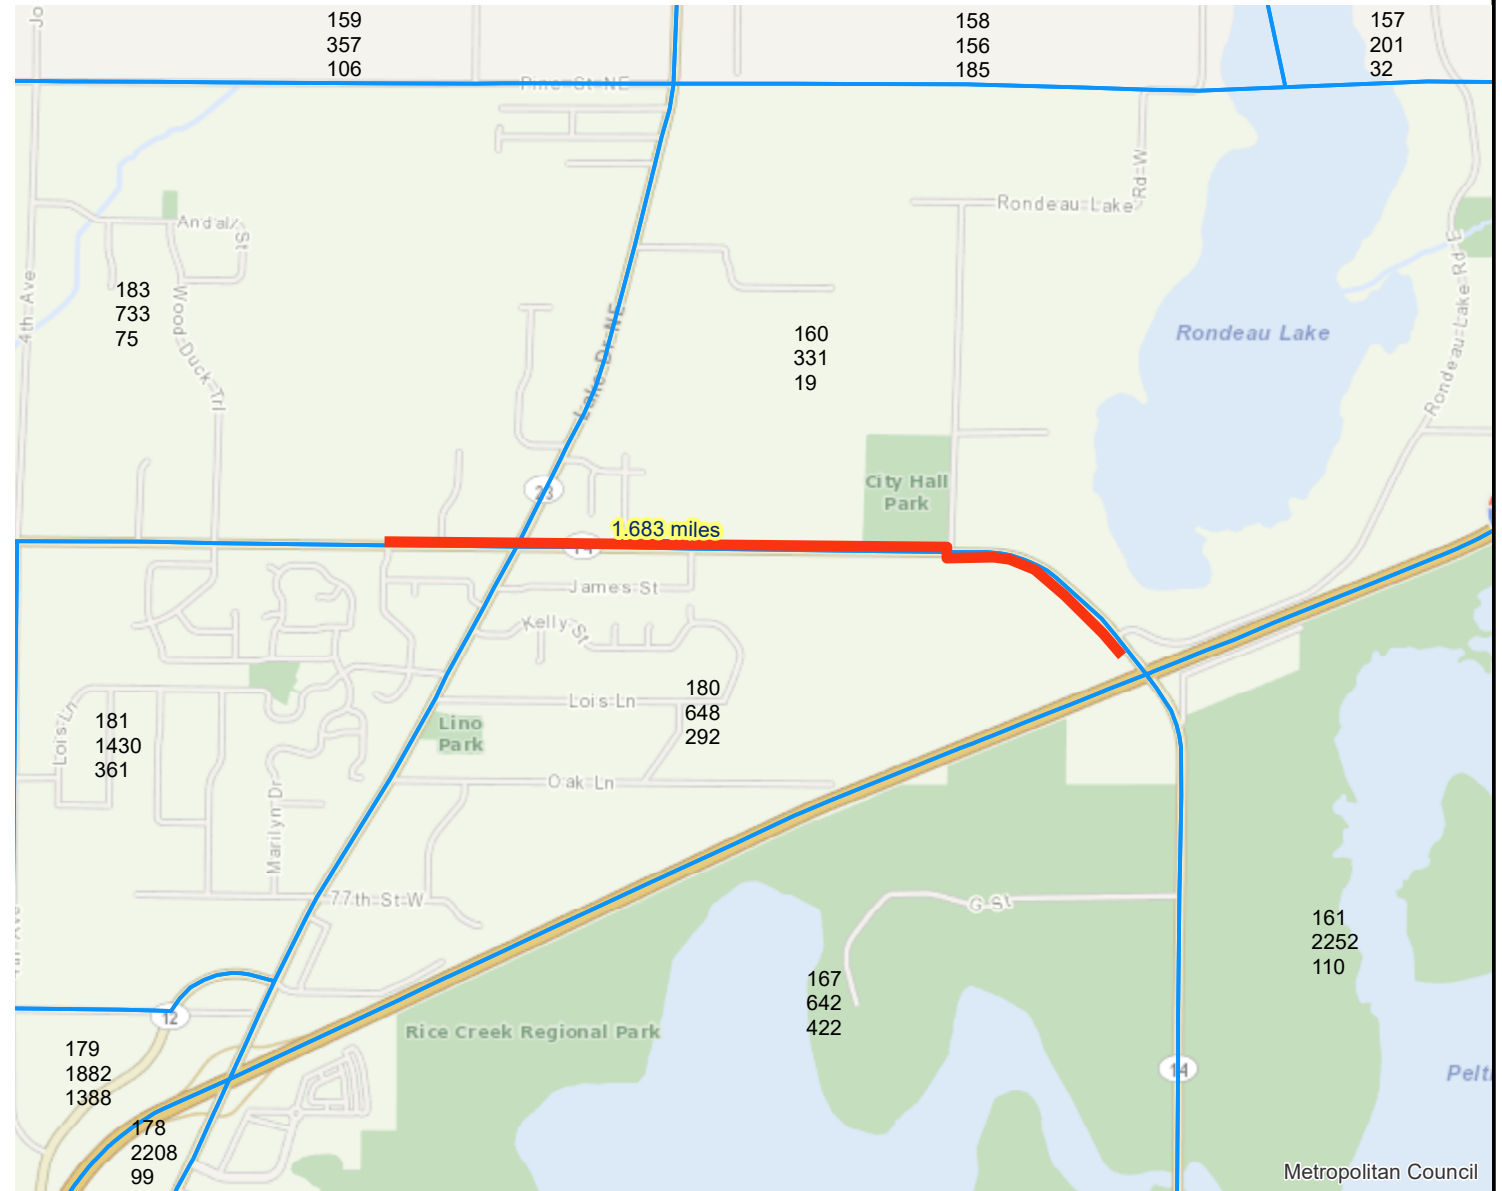 159
357
106
158
156
185
157
201
32
Jo
Pine St NE
Rondeau Lake
Rd W
Andall St
183
733
75
4th Ave
Wood Duck Trl
Lake Dr NE
160
331
19
Rondeau Lake
Rondeau Lake Rd E
23
City Hall
Park
1.683 miles
14
James St
Kelly St
Lois Ln
180
648
292
Lois Ln
181
1430
361
Lino
Park
Oak Ln
Marilyn Dr
77th St W
G St
161
2252
110
167
642
422
12
Rice Creek Regional Park
179
1882
1388
14
Pelt
178
2208
99
Metropolitan Council